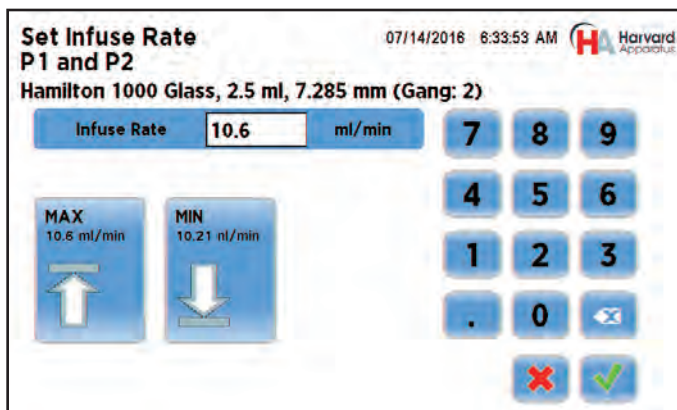 Set Infuse Rate
P1 and P2
07/14/2016 6:33:53 AM
HA Harvard
Apparatus
Hamilton 1000 Glass, 2.5 ml, 7.285 mm (Gang: 2)
Infuse Rate 10.6 ml/min
7 8 9
4 5 6
MAX
10.6 ml/min
MIN
10.21 nl/min
1 2 3
. 0 X